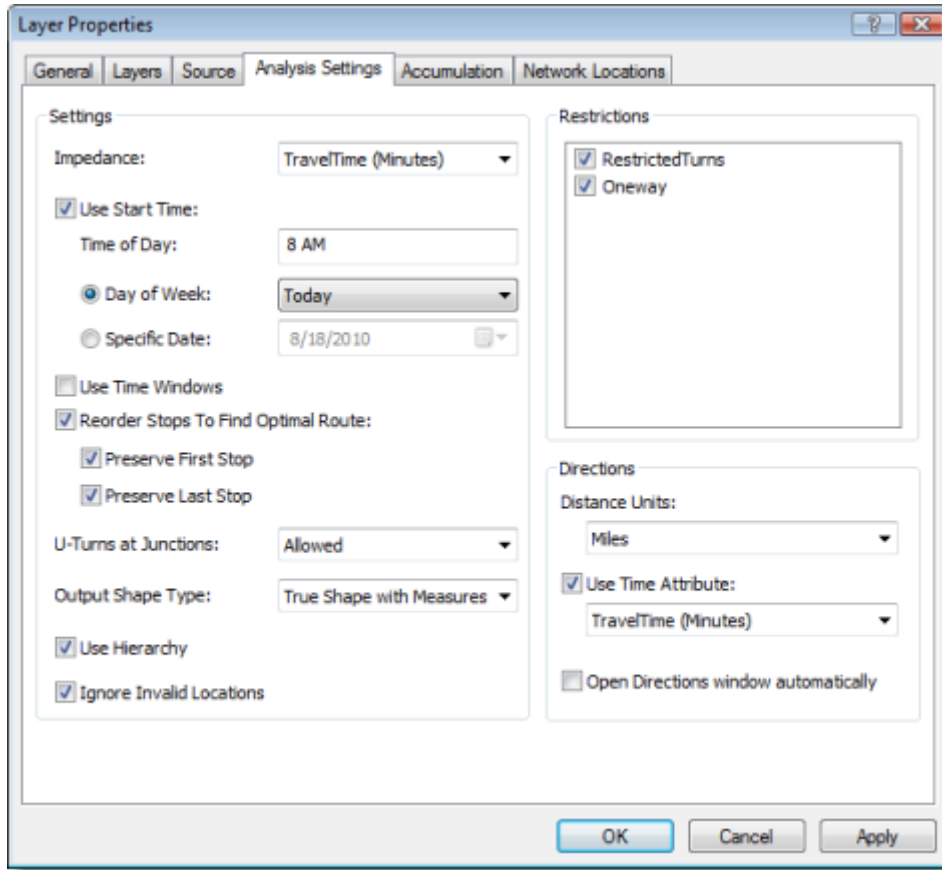 Layer Properties
General Layers Source Analysis Settings Accumulation Network Locations
Settings
Impedance: TravelTime (Minutes)
Use Start Time:
Time of Day: 8 AM
Day of Week: Today
Specific Date: 8/18/2010
Use Time Windows
Reorder Stops To Find Optimal Route:
Preserve First Stop
Preserve Last Stop
U-Turns at Junctions: Allowed
Output Shape Type: True Shape with Measures
Use Hierarchy
Ignore Invalid Locations
Restrictions
RestrictedTurns
Oneway
Directions
Distance Units:
Miles
Use Time Attribute:
TravelTime (Minutes)
Open Directions window automatically
OK Cancel Apply